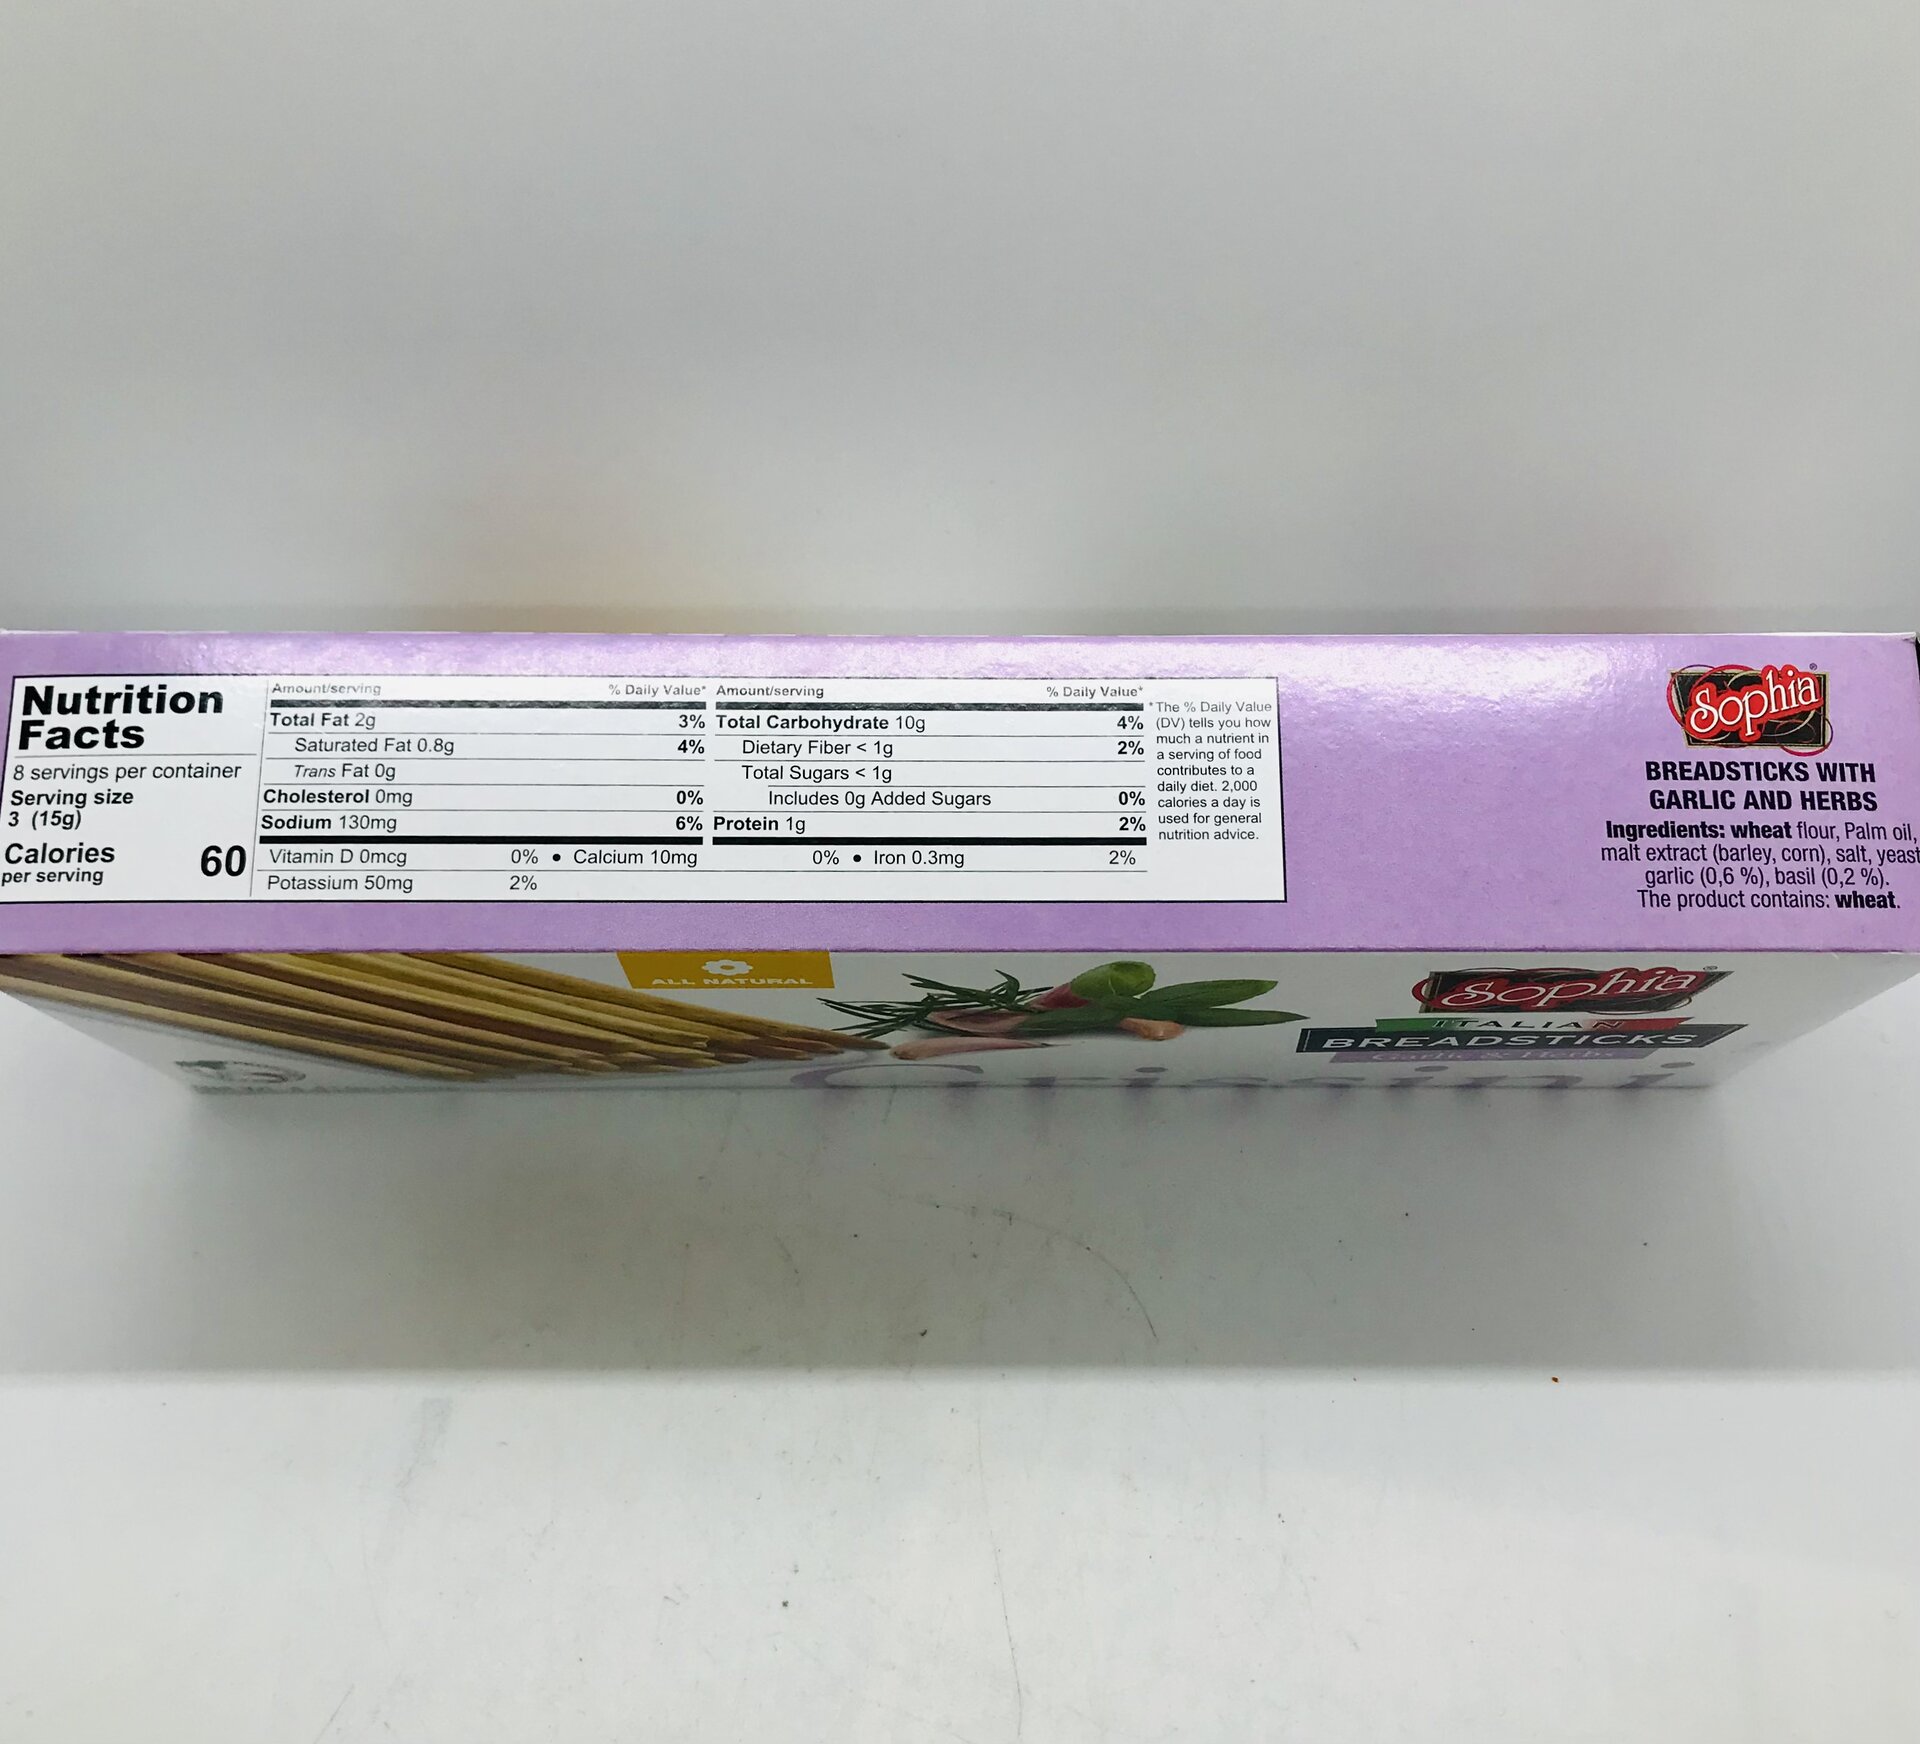 Nutrition
Facts
8 servings per container
Serving size
3 (15g)
Calories
per serving
60
Amount/serving % Daily Value*
Total Fat 2g 3%
Saturated Fat 0.8g 4%
Trans Fat 0g
Cholesterol 0mg 0%
Sodium 130mg 6%
Amount/serving % Daily Value*
Total Carbohydrate 10g 4%
Dietary Fiber < 1g 2%
Total Sugars < 1g
Includes 0g Added Sugars 0%
Protein 1g 2%
Vitamin D 0mcg 0% • Calcium 10mg 0% • Iron 0.3mg 2%
Potassium 50mg 2%
*The % Daily Value
(DV) tells you how
much a nutrient in
a serving of food
contributes to a
daily diet. 2,000
calories a day is
used for general
nutrition advice.
Sophia®
BREADSTICKS WITH
GARLIC AND HERBS
Ingredients: wheat flour, Palm oil,
malt extract (barley, corn), salt, yeast
garlic (0,6 %), basil (0,2 %).
The product contains: wheat.
ALL NATURAL
Sophia®
ITALIAN
BREADSTICKS
Garlic & Herbs
Grissini